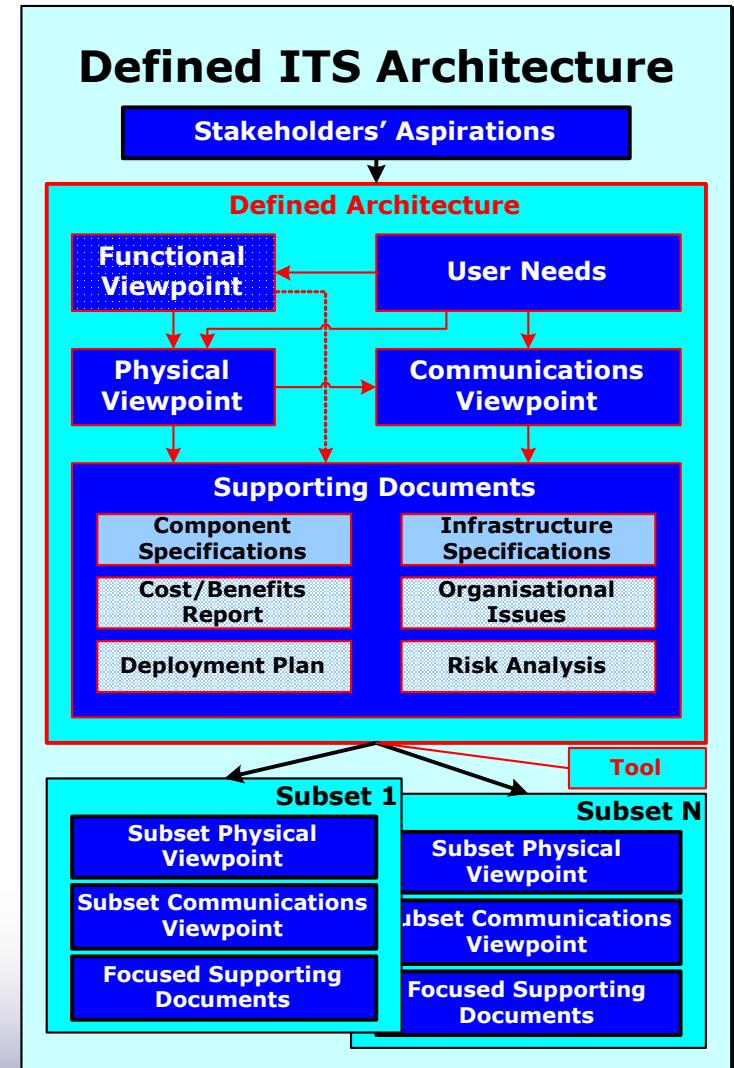 Defined ITS Architecture
Stakeholders' Aspirations
Defined Architecture
Functional
Viewpoint
User Needs
Physical
Viewpoint
Communications
Viewpoint
Supporting Documents
Component
Specifications
Infrastructure
Specifications
Cost/Benefits
Report
Organisational
Issues
Deployment Plan
Risk Analysis
Tool
Subset 1
Subset Physical
Viewpoint
Subset Communications
Viewpoint
Focused Supporting
Documents
Subset N
Subset Physical
Viewpoint
ubset Communications
Viewpoint
Focused Supporting
Documents